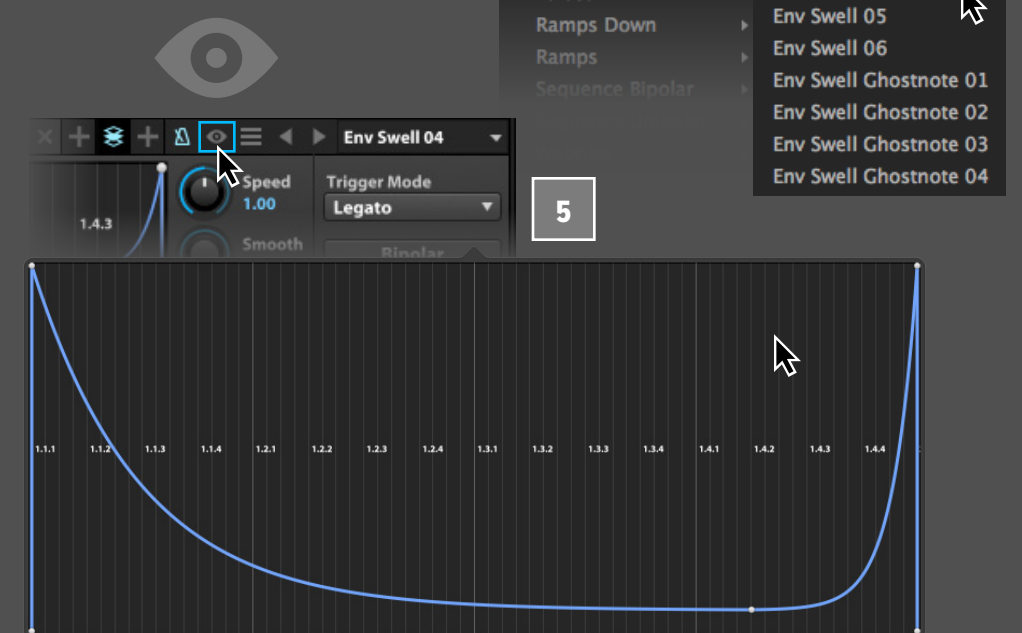 Ramps Down
Ramps
Sequence Bipolar
Env Swell 05
Env Swell 06
Env Swell Ghostnote 01
Env Swell Ghostnote 02
Env Swell Ghostnote 03
Env Swell Ghostnote 04
Env Swell 04
1.4.3
Speed
1.00
Smooth
Trigger Mode
Legato
Bipolar
5
1.1.1 1.1.2 1.1.3 1.1.4 1.2.1 1.2.2 1.2.3 1.2.4 1.3.1 1.3.2 1.3.3 1.3.4 1.4.1 1.4.2 1.4.3 1.4.4